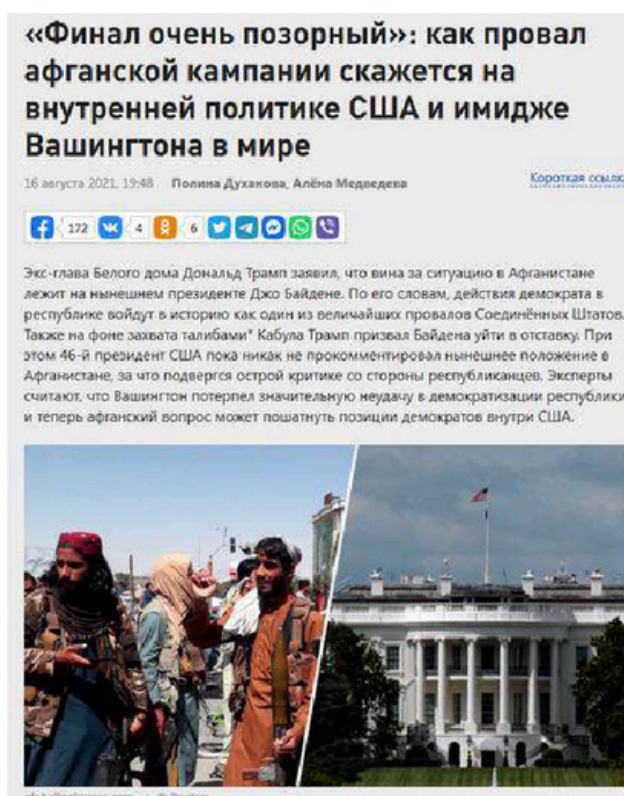 «Финал очень позорный»: как провал
афганской кампании скажется на
внутренней политике США и имидже
Вашингтона в мире
16 августа 2021, 19:48 Полина Духанова, Алёна Медведева
Короткая ссылка
172 4 6
Экс-глава Белого дома Дональд Трамп заявил, что вина за ситуацию в Афганистане
лежит на нынешнем президенте Джо Байдене. По его словам, действия демократа в
республике войдут в историю как один из величайших провалов Соединённых Штатов.
Также на фоне захвата талибами* Кабула Трамп призвал Байдена уйти в отставку. При
этом 46-й президент США пока никак не прокомментировал нынешнее положение в
Афганистане, за что подвергся острой критике со стороны республиканцев. Эксперты
считают, что Вашингтон потерпел значительную неудачу в демократизации республики
и теперь афганский вопрос может пошатнуть позиции демократов внутри США.